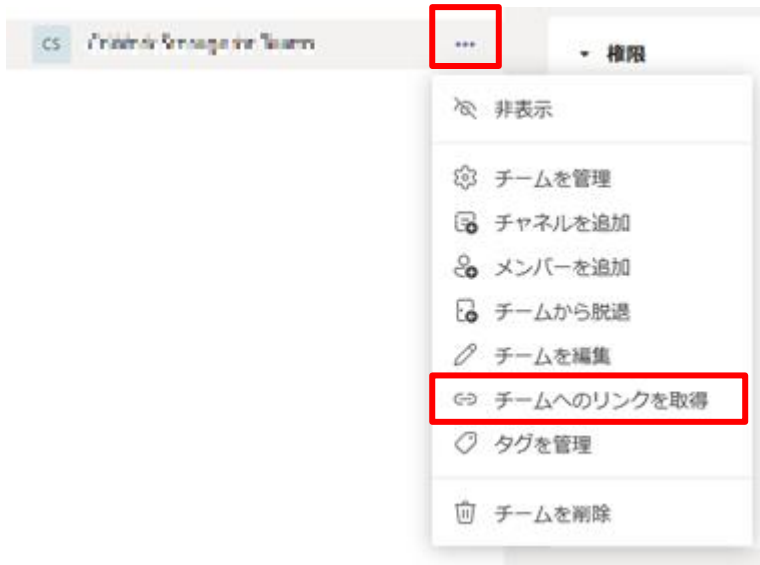 CS
...
権限
非表示
チームを管理
チャネルを追加
メンバーを追加
チームから脱退
チームを編集
チームへのリンクを取得
タグを管理
チームを削除